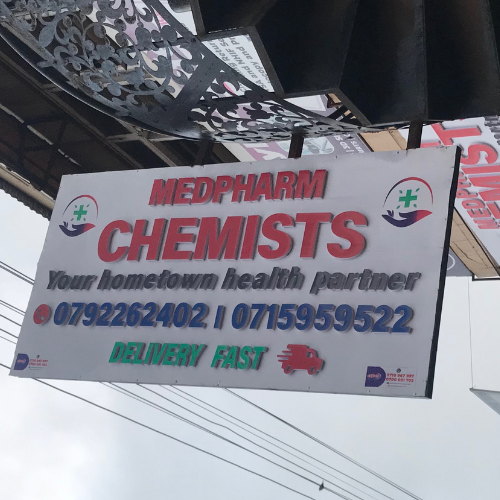 MEDPHARM
CHEMISTS
Your hometown health partner
0792262402 | 0715959522
DELIVERY FAST